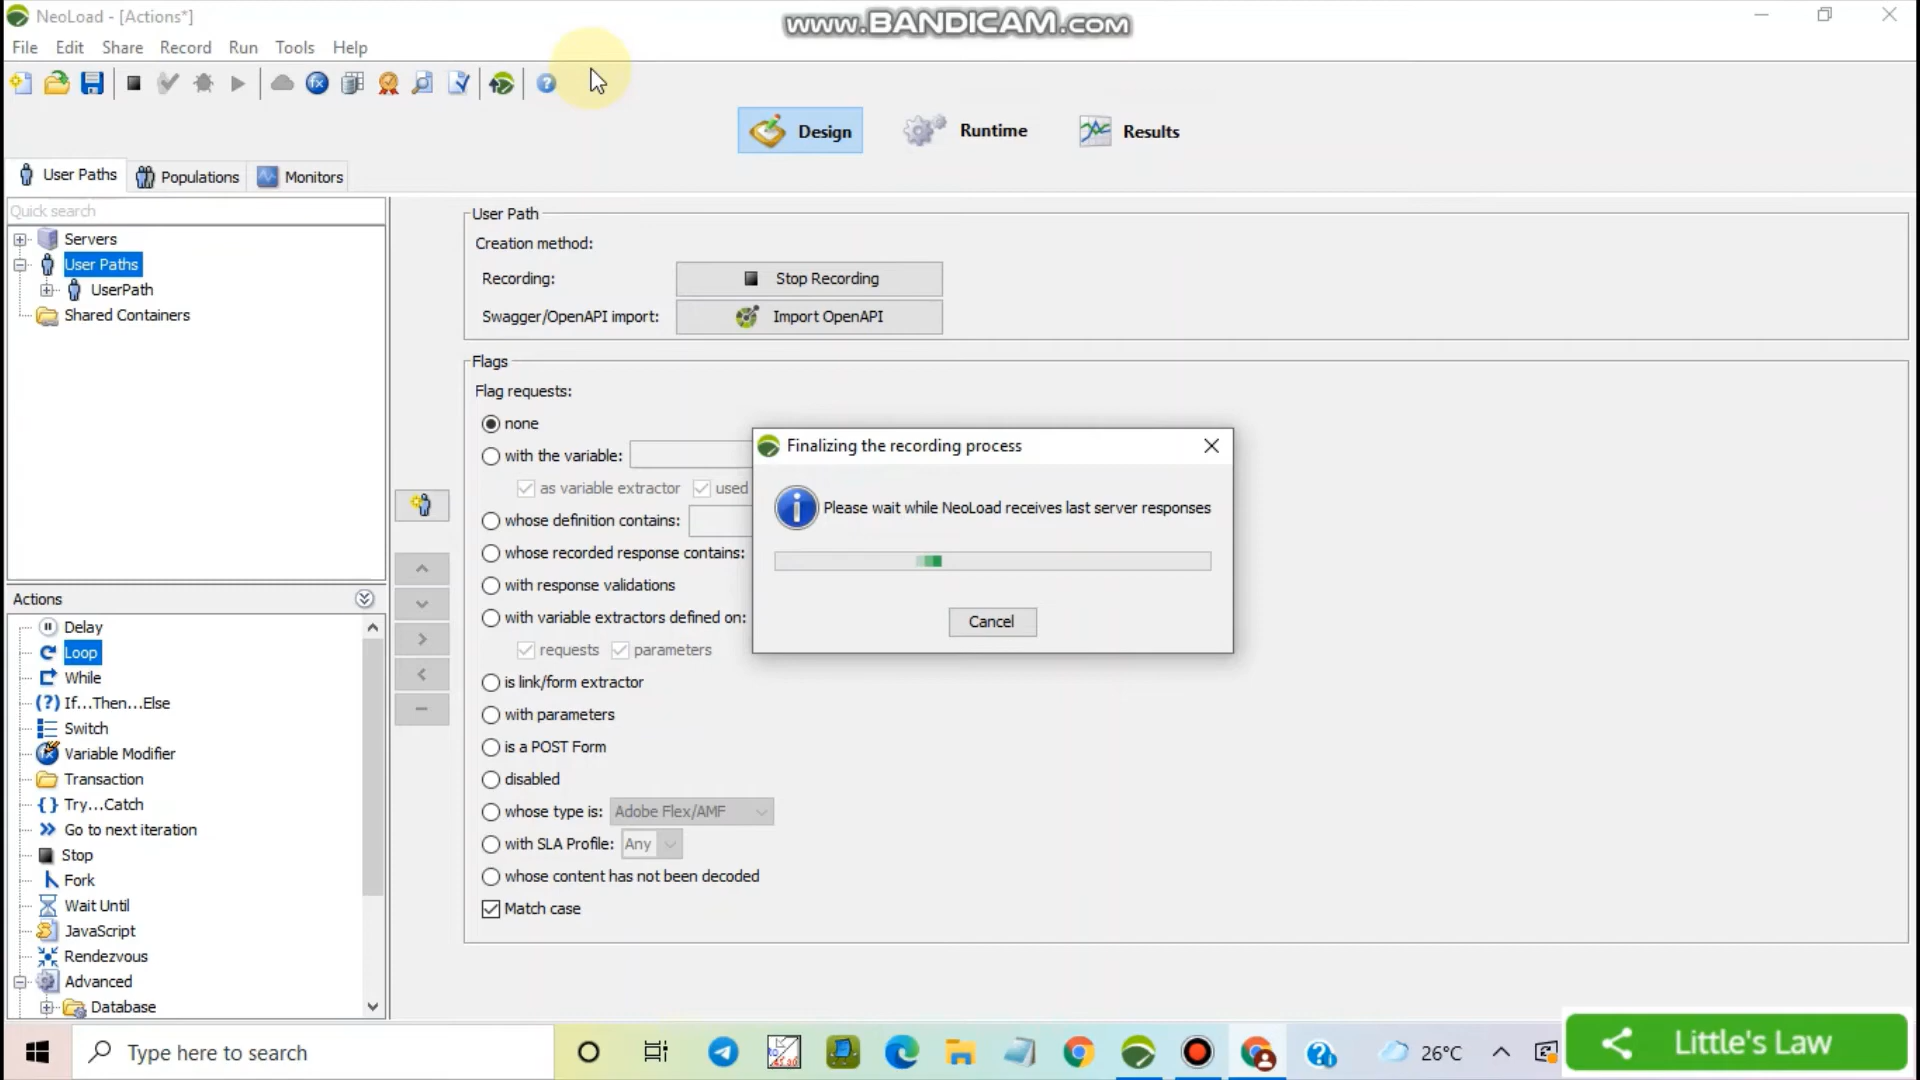 NeoLoad - [Actions*]
www.BANDICAM.com
File Edit Share Record Run Tools Help
Design Runtime Results
User Paths Populations Monitors
Quick search
Servers
User Paths
UserPath
Shared Containers
User Path
Creation method:
Recording: Stop Recording
Swagger/OpenAPI import: Import OpenAPI
Flags
Flag requests:
none
with the variable:
as variable extractor used
whose definition contains:
whose recorded response contains:
with response validations
with variable extractors defined on:
requests parameters
is link/form extractor
with parameters
is a POST Form
disabled
whose type is: Adobe Flex/AMF
with SLA Profile: Any
whose content has not been decoded
Match case
Finalizing the recording process
Please wait while NeoLoad receives last server responses
Cancel
Actions
Delay
Loop
While
If...Then...Else
Switch
Variable Modifier
Transaction
Try...Catch
Go to next iteration
Stop
Fork
Wait Until
JavaScript
Rendezvous
Advanced
Database
Type here to search
26°C
Little's Law